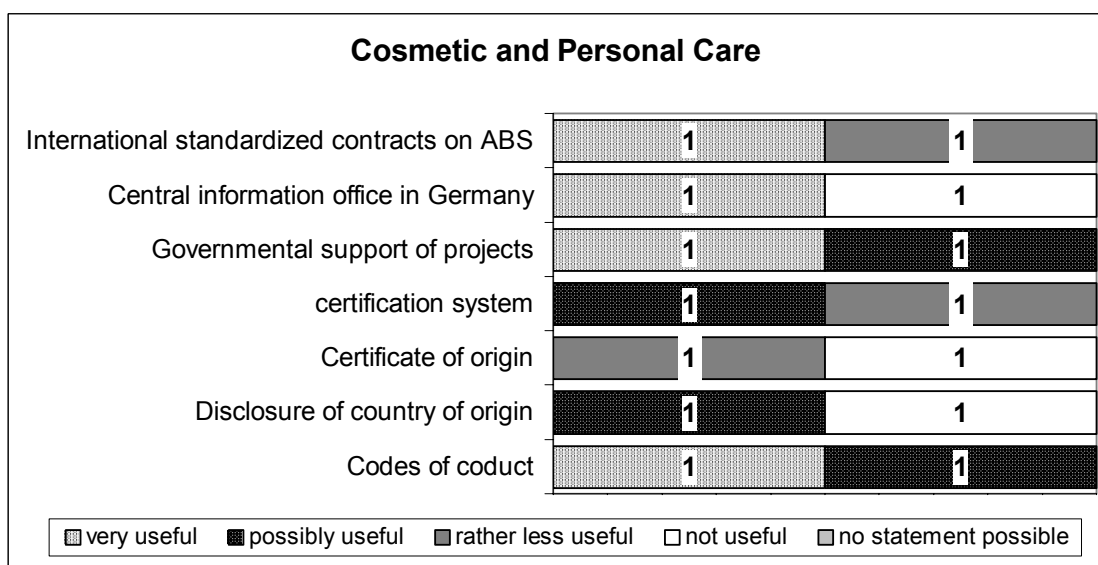 Cosmetic and Personal Care
International standardized contracts on ABS 1 1
Central information office in Germany 1 1
Governmental support of projects 1 1
certification system 1 1
Certificate of origin 1 1
Disclosure of country of origin 1 1
Codes of coduct 1 1
very useful possibly useful rather less useful not useful no statement possible